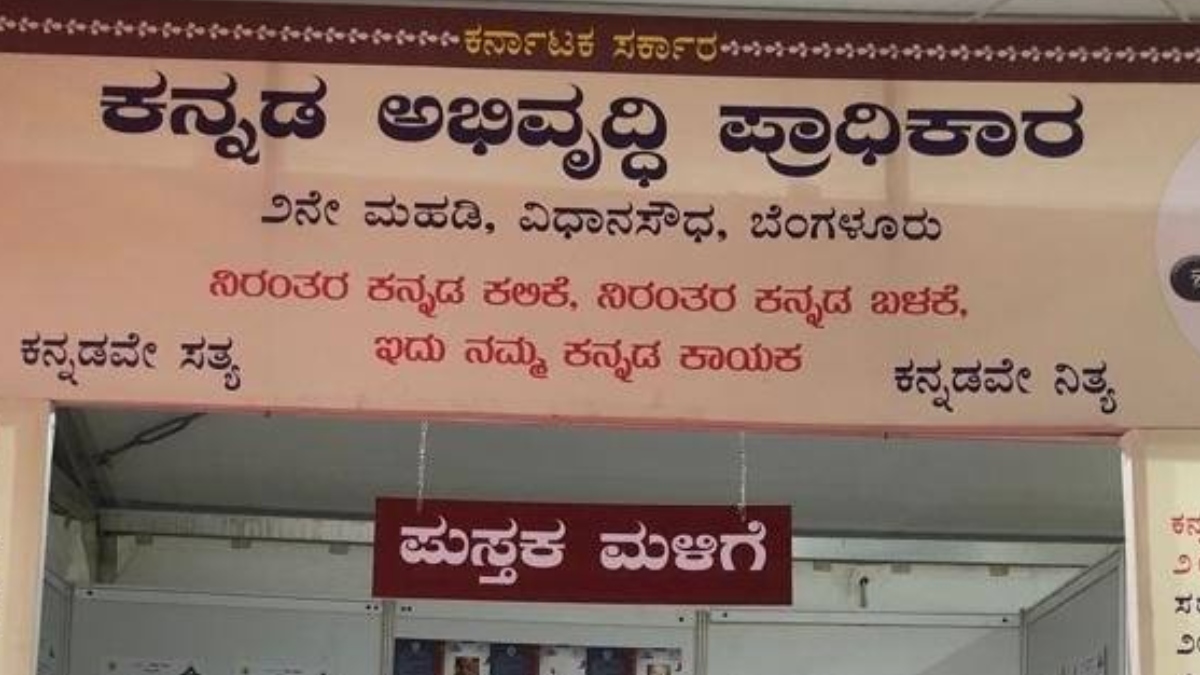 ಕರ್ನಾಟಕ ಸರ್ಕಾರ
ಕನ್ನಡ ಅಭಿವೃದ್ಧಿ ಪ್ರಾಧಿಕಾರ
೨ನೇ ಮಹಡಿ, ವಿಧಾನಸೌಧ, ಬೆಂಗಳೂರು
ನಿರಂತರ ಕನ್ನಡ ಕಲಿಕೆ, ನಿರಂತರ ಕನ್ನಡ ಬಳಕೆ,
ಇದು ನಮ್ಮ ಕನ್ನಡ ಕಾಯಕ
ಕನ್ನಡವೇ ಸತ್ಯ
ಕನ್ನಡವೇ ನಿತ್ಯ
ಪುಸ್ತಕ ಮಳಿಗೆ